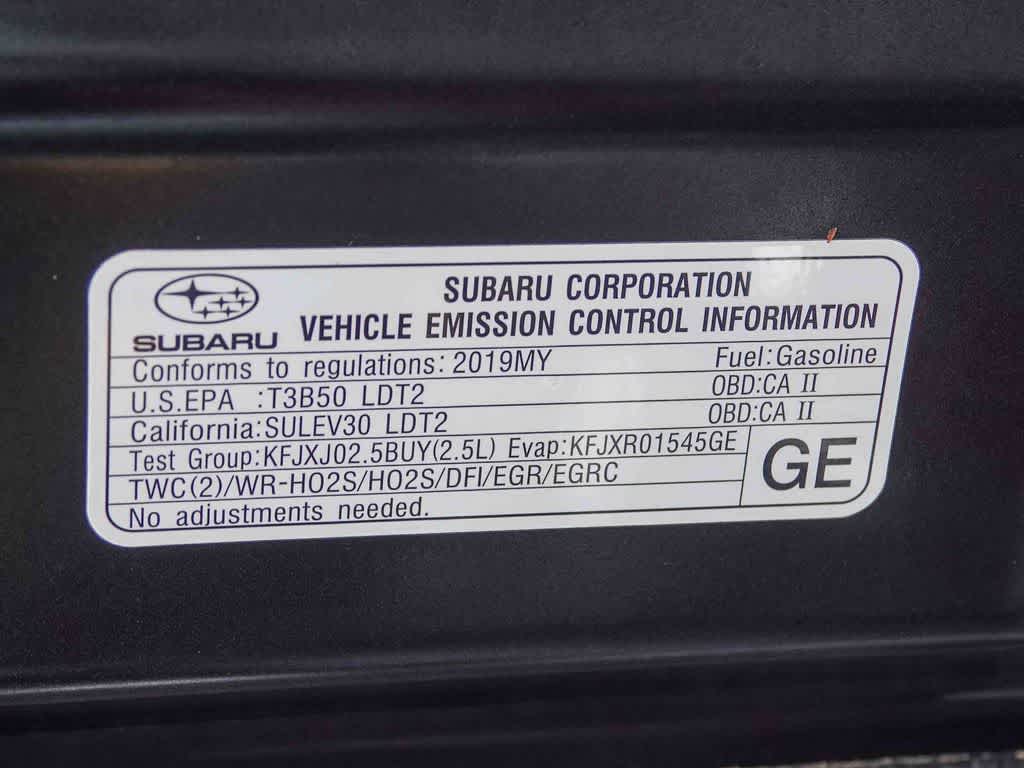 SUBARU
SUBARU CORPORATION
VEHICLE EMISSION CONTROL INFORMATION
Conforms to regulations: 2019MY Fuel:Gasoline
U.S.EPA :T3B50 LDT2 OBD:CA II
California:SULEV30 LDT2 OBD:CA II
Test Group:KFJXJ02.5BUY(2.5L) Evap:KFJXR01545GE
TWC(2)/WR-HO2S/HO2S/DFI/EGR/EGRC
No adjustments needed.
GE